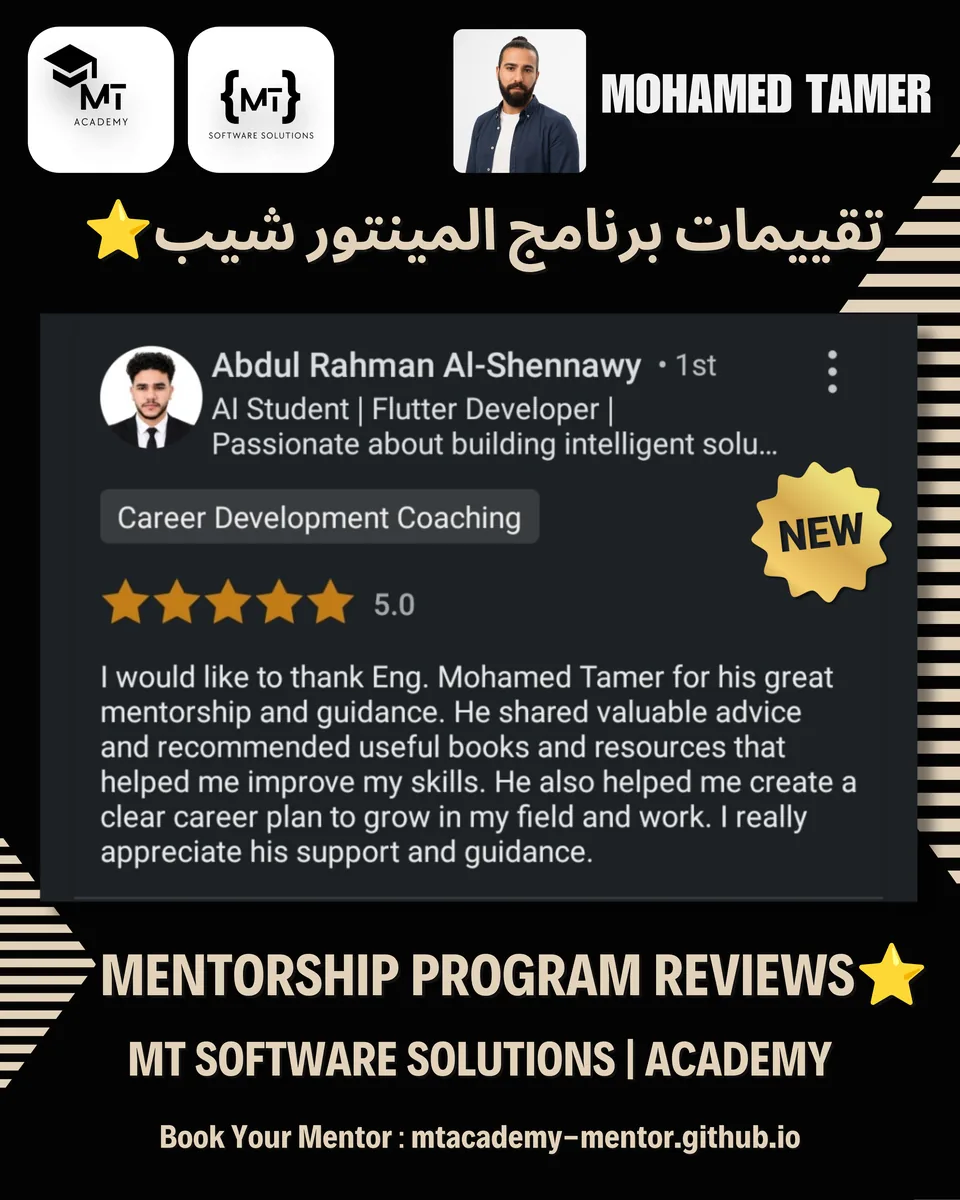 MT
ACADEMY
{MT}
SOFTWARE SOLUTIONS
MOHAMED TAMER
تقييمات برنامج المينتور شيب⭐
Abdul Rahman Al-Shennawy • 1st
AI Student | Flutter Developer |
Passionate about building intelligent solu...
Career Development Coaching
NEW
5.0
I would like to thank Eng. Mohamed Tamer for his great
mentorship and guidance. He shared valuable advice
and recommended useful books and resources that
helped me improve my skills. He also helped me create a
clear career plan to grow in my field and work. I really
appreciate his support and guidance.
MENTORSHIP PROGRAM REVIEWS⭐
MT SOFTWARE SOLUTIONS | ACADEMY
Book Your Mentor : mtacademy-mentor.github.io